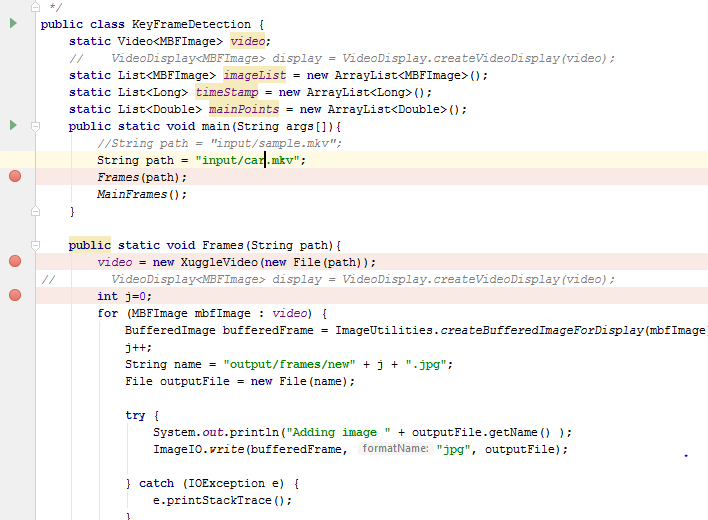 */
public class KeyFrameDetection {
    static Video<MBFImage> video;
    //    VideoDisplay<MBFImage> display = VideoDisplay.createVideoDisplay(video);
    static List<MBFImage> imageList = new ArrayList<MBFImage>();
    static List<Long> timeStamp = new ArrayList<Long>();
    static List<Double> mainPoints = new ArrayList<Double>();
    public static void main(String args[]){
        //String path = "input/sample.mkv";
        String path = "input/car.mkv";
        Frames(path);
        MainFrames();
    }

    public static void Frames(String path){
        video = new XuggleVideo(new File(path));
//        VideoDisplay<MBFImage> display = VideoDisplay.createVideoDisplay(video);
        int j=0;
        for (MBFImage mbfImage : video) {
            BufferedImage bufferedFrame = ImageUtilities.createBufferedImageForDisplay(mbfImage)
            j++;
            String name = "output/frames/new" + j + ".jpg";
            File outputFile = new File(name);

            try {
                System.out.println("Adding image " + outputFile.getName() );
                ImageIO.write(bufferedFrame, formatName: "jpg", outputFile);

            } catch (IOException e) {
                e.printStackTrace();
            }